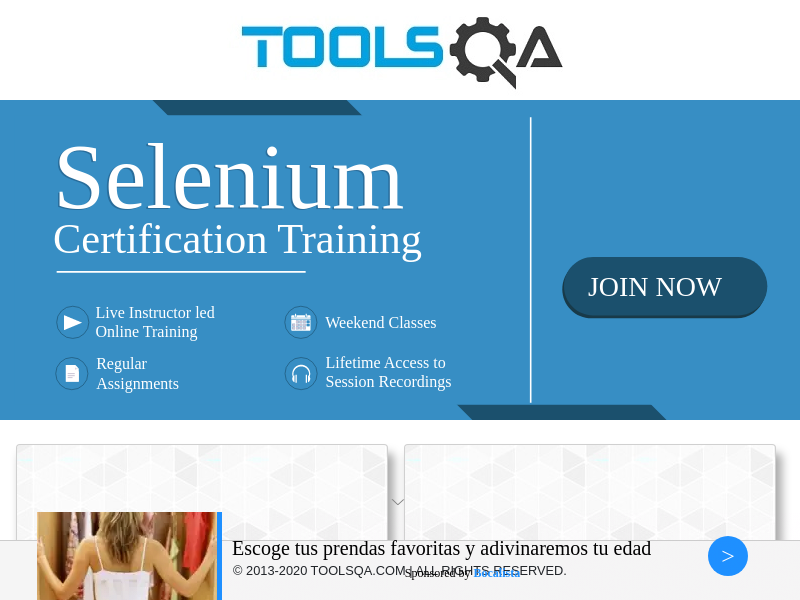 TOOLSQA
Selenium
Certification Training
JOIN NOW
Live Instructor led
Online Training
Weekend Classes
Regular
Assignments
Lifetime Access to
Session Recordings
Escoge tus prendas favoritas y adivinaremos tu edad
>
© 2013-2020 TOOLSQA.COM | ALL RIGHTS RESERVED.
Sponsored by Bocalista